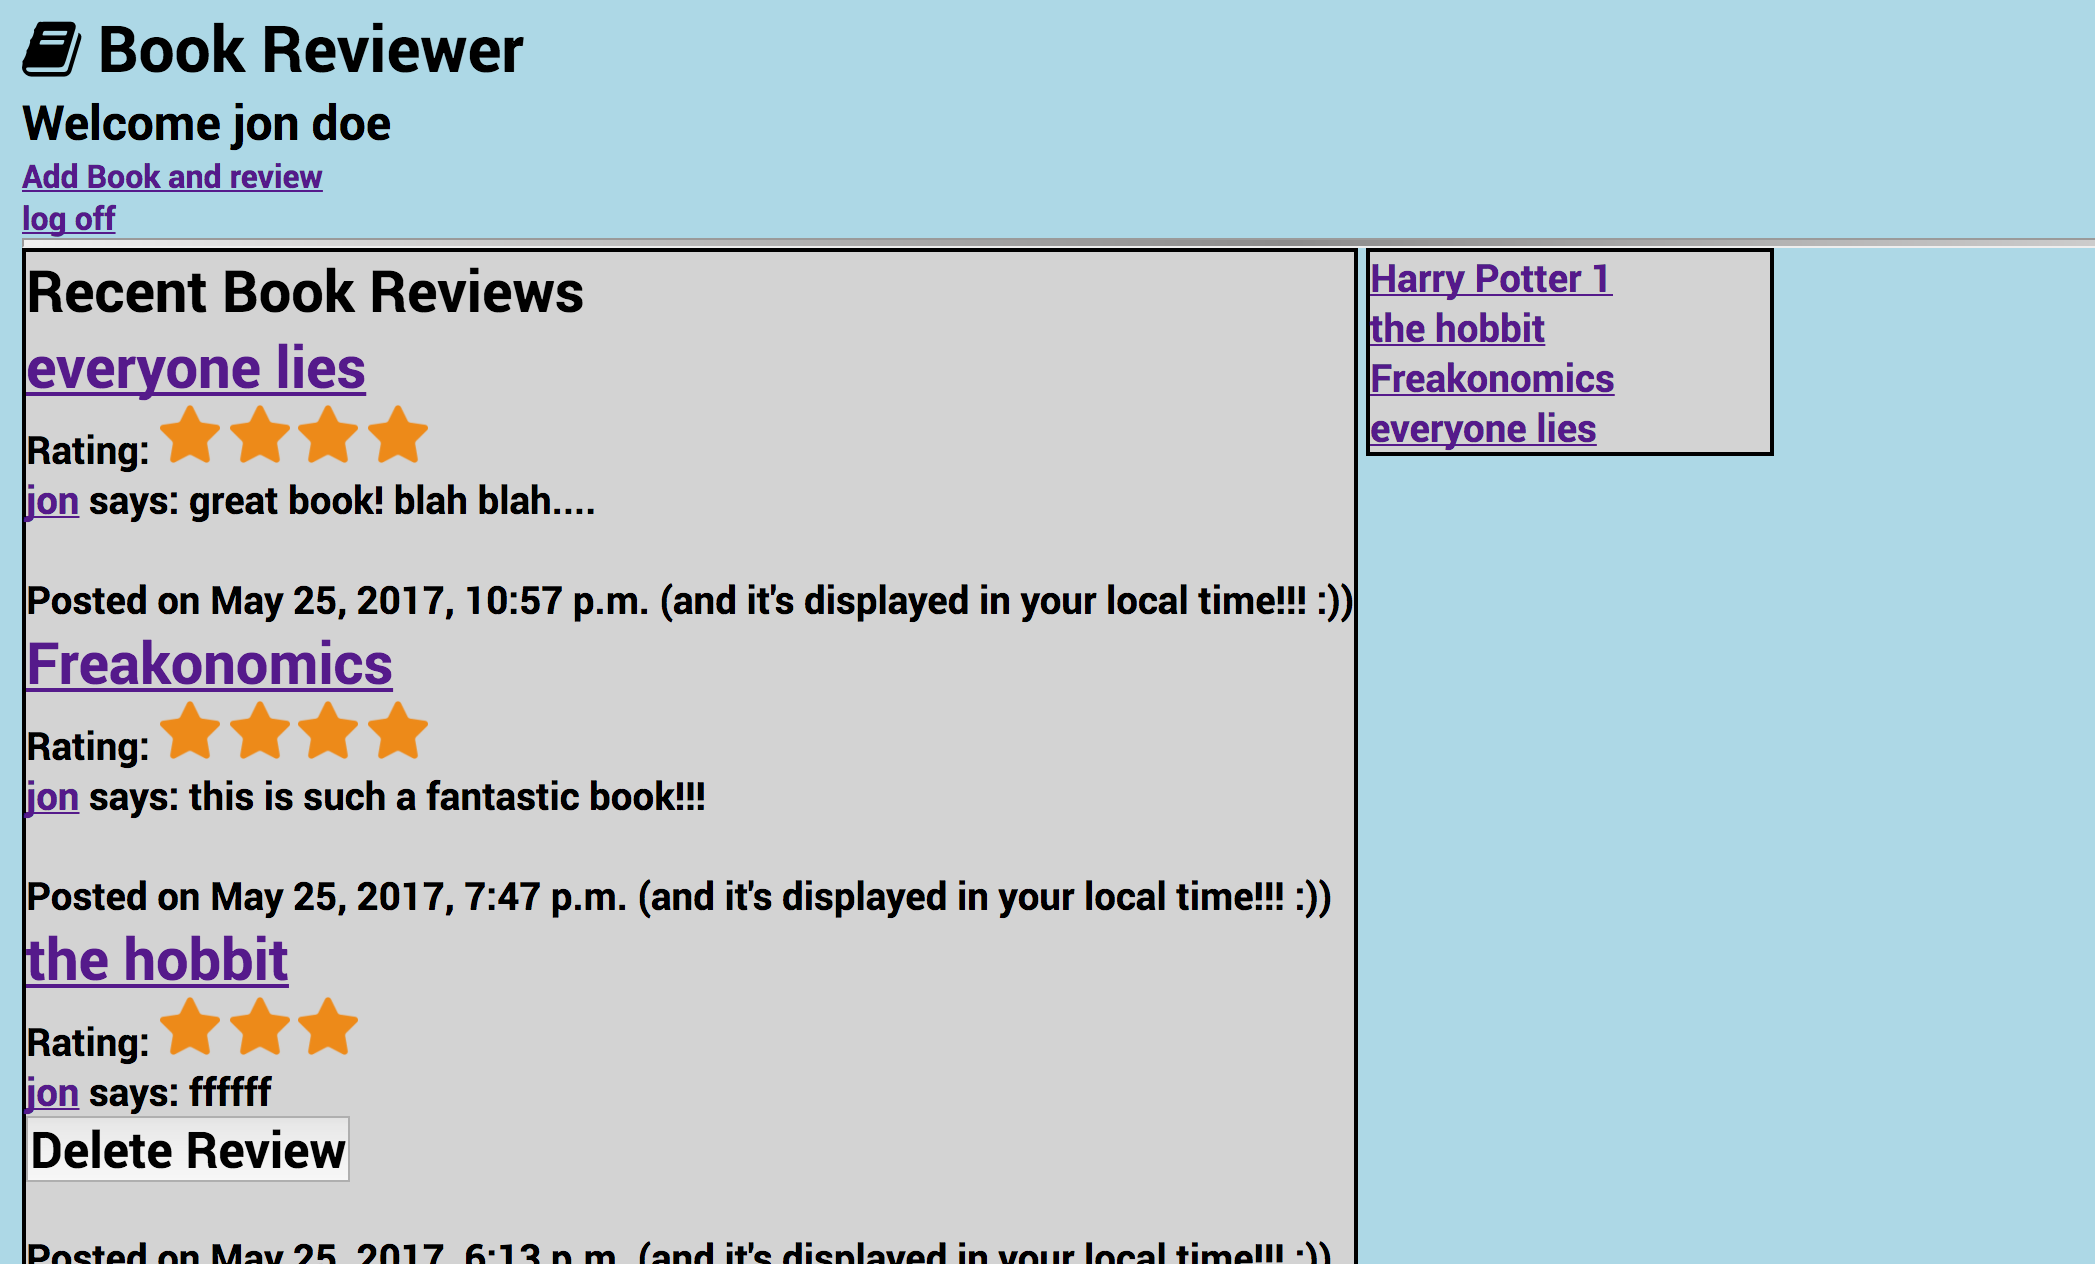 Book Reviewer
Welcome jon doe
Add Book and review
log off
Recent Book Reviews
everyone lies
Rating:
jon says: great book! blah blah....
Posted on May 25, 2017, 10:57 p.m. (and it's displayed in your local time!!! :))
Freakonomics
Rating:
jon says: this is such a fantastic book!!!
Posted on May 25, 2017, 7:47 p.m. (and it's displayed in your local time!!! :))
the hobbit
Rating:
jon says: ffffff
Delete Review
Posted on May 25, 2017, 6:13 p.m. (and it's displayed in your local time!!! :))
Harry Potter 1
the hobbit
Freakonomics
everyone lies